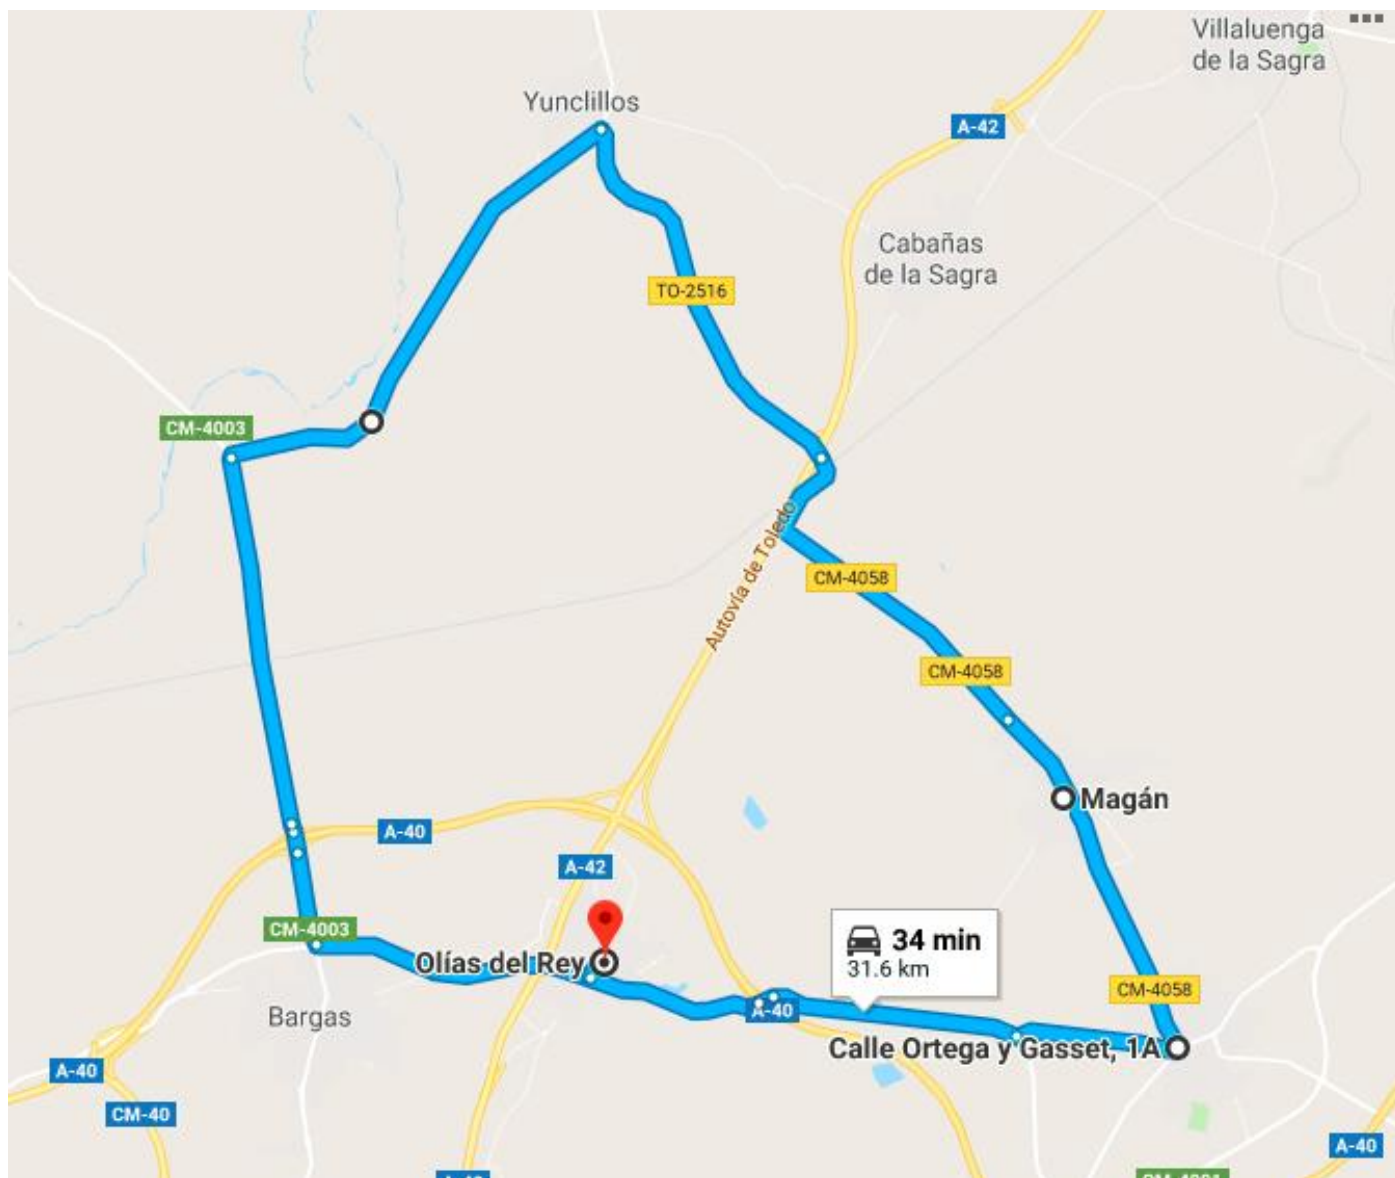 Villaluenga
de la Sagra
Yunclillos
A-42
Cabañas
de la Sagra
TO-2516
CM-4003
Autovía de Toledo
CM-4058
CM-4058
Magán
A-40
A-42
CM-4003
34 min
31.6 km
Olías del Rey
CM-4058
A-40
Bargas
Calle Ortega y Gasset, 1A
A-40
CM-40
A-40